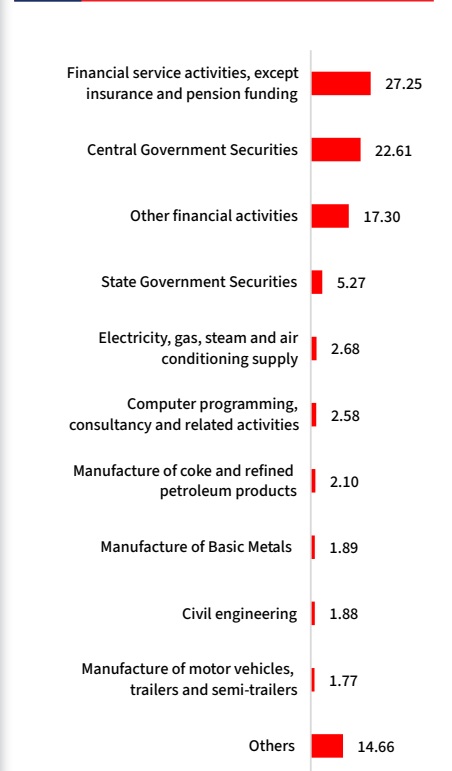 Financial service activities, except
insurance and pension funding
27.25
Central Government Securities
22.61
Other financial activities
17.30
State Government Securities
5.27
Electricity, gas, steam and air
conditioning supply
2.68
Computer programming,
consultancy and related activities
2.58
Manufacture of coke and refined
petroleum products
2.10
Manufacture of Basic Metals
1.89
Civil engineering
1.88
Manufacture of motor vehicles,
trailers and semi-trailers
1.77
Others
14.66